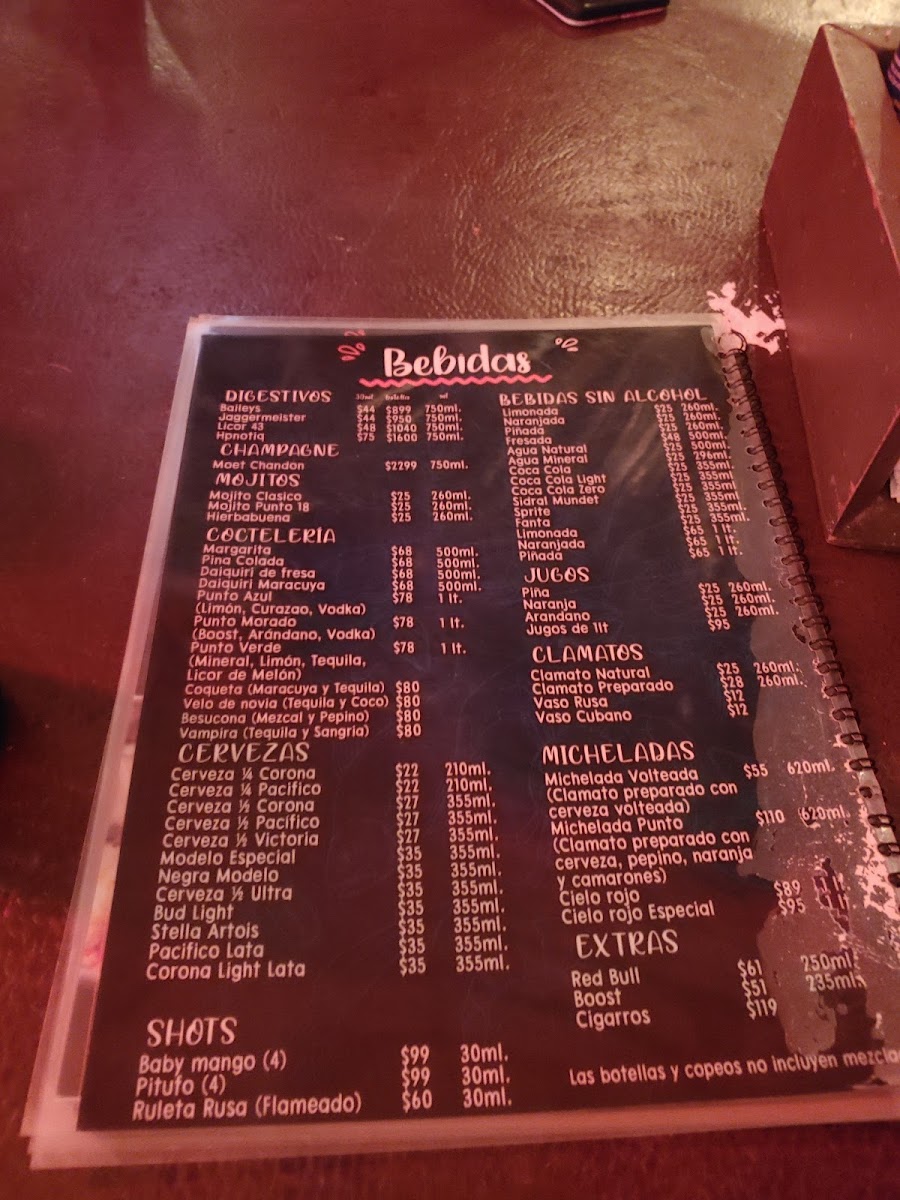 Bebidas
DIGESTIVOS 30ml botella ml
Baileys $44 $899 750ml.
Jaggermeister $44 $950 750ml.
Licor 43 $48 $1040 750ml.
Hpnotiq $75 $1600 750ml.
CHAMPAGNE
Moet Chandon $2299 750ml.
MOJITOS
Mojito Clasico $25 260ml.
Mojito Punto 18 $25 260ml.
Hierbabuena $25 260ml.
COCTELERÍA
Margarita $68 500ml.
Pina Colada $68 500ml.
Daiquiri de fresa $68 500ml.
Daiquiri Maracuya $68 500ml.
Punto Azul $78 1 lt.
(Limón, Curazao, Vodka)
Punto Morado $78 1 lt.
(Boost, Arándano, Vodka)
Punto Verde $78 1 lt.
(Mineral, Limón, Tequila,
Licor de Melón)
Coqueta (Maracuya y Tequila) $80
Velo de novia (Tequila y Coco) $80
Besucona (Mezcal y Pepino) $80
Vampira (Tequila y Sangria) $80
CERVEZAS
Cerveza ¼ Corona $22 210ml.
Cerveza ¼ Pacífico $22 210ml.
Cerveza ½ Corona $27 355ml.
Cerveza ½ Pacífico $27 355ml.
Cerveza ½ Victoria $27 355ml.
Modelo Especial $35 355ml.
Negra Modelo $35 355ml.
Cerveza ½ Ultra $35 355ml.
Bud Light $35 355ml.
Stella Artois $35 355ml.
Pacífico Lata $35 355ml.
Corona Light Lata $35 355ml.
SHOTS
Baby mango (4) $99 30ml.
Pitufo (4) $99 30ml.
Ruleta Rusa (Flameado) $60 30ml.
BEBIDAS SIN ALCOHOL
Limonada $25 260ml.
Naranjada $25 260ml.
Piñada $25 260ml.
Fresada $48 500ml.
Agua Natural $25 500ml.
Agua Mineral $25 296ml.
Coca Cola $25 355ml.
Coca Cola Light $25 355ml.
Coca Cola Zero $25 355ml.
Sidral Mundet $25 355ml.
Sprite $25 355ml.
Fanta $25 355ml.
Limonada $65 1 lt.
Naranjada $65 1 lt.
Piñada $65 1 lt.
JUGOS
Piña $25 260ml.
Naranja $25 260ml.
Arandano $25 260ml.
Jugos de 1lt $95
CLAMATOS
Clamato Natural $25 260ml.
Clamato Preparado $28 260ml.
Vaso Rusa $12
Vaso Cubano $12
MICHELADAS
Michelada Volteada $55 620ml.
(Clamato preparado con
cerveza volteada)
Michelada Punto $110 (620ml.
(Clamato preparado con
cerveza, pepino, naranja
y camarones)
Cielo rojo $89
Cielo rojo Especial $95
EXTRAS
Red Bull $61 250ml.
Boost $51 235ml.
Cigarros $119
Las botellas y copeos no incluyen mezcla